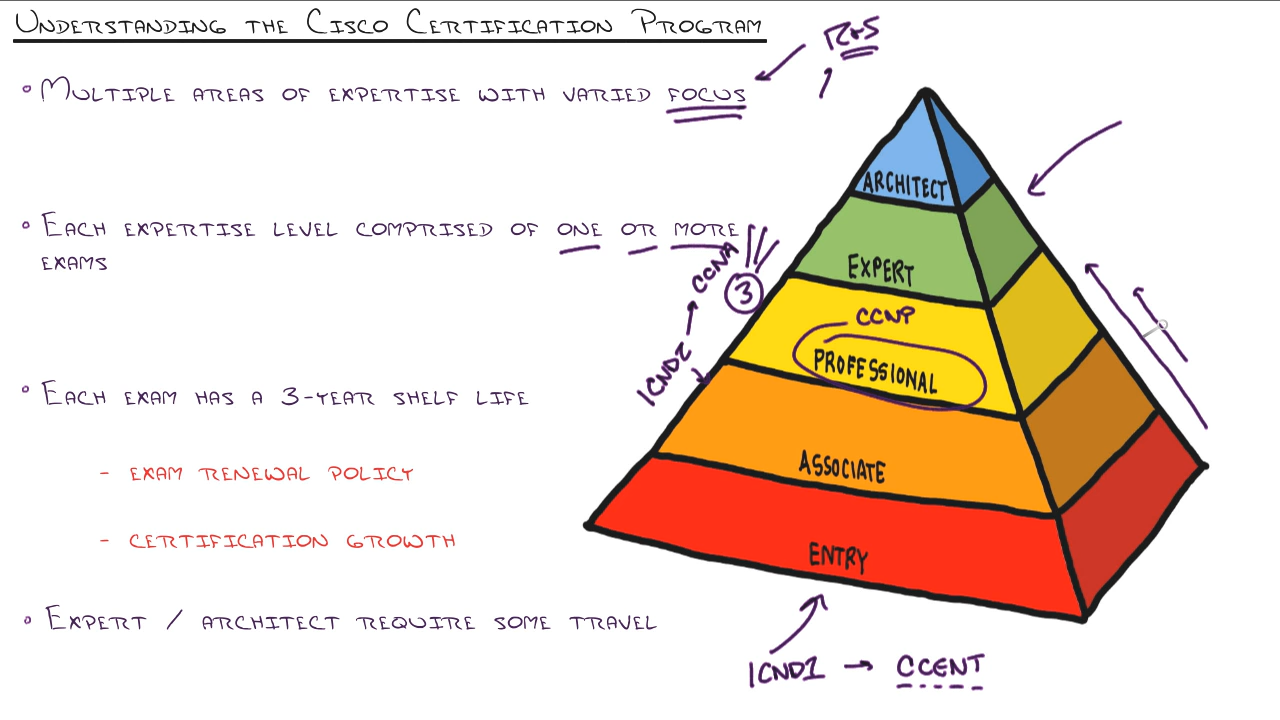 Understanding the Cisco Certification Program
R+S
Multiple areas of expertise with varied focus
ARCHITECT
Each expertise level comprised of one or more
exams
EXPERT
CCNA
3
CCNP
ICND2
PROFESSIONAL
Each exam has a 3-year shelf life
ASSOCIATE
- Exam renewal policy
- Certification growth
ENTRY
Expert / architect require some travel
ICND1 → CCENT